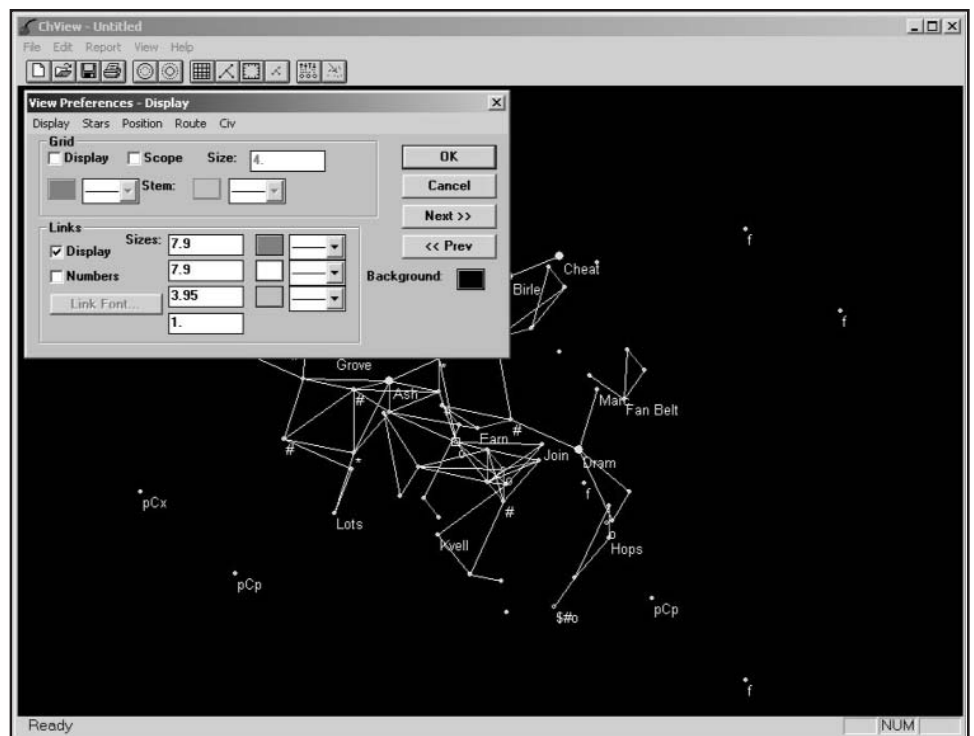 ChView - Untitled
File Edit Report View Help
View Preferences - Display
Display Stars Position Route Civ
Grid
Display Scope Size: 4.
Stem:
OK
Cancel
Next >>
<< Prev
Links
Display Sizes: 7.9
Numbers 7.9
Link Font... 3.95
1.
Background:
f
Cheat
Birle
f
Grove
Ash
#
Mart
Fan Belt
#
Earn
#
o
Join
Dram
*
f
pCx
Lots
#
Kvell
p
Hops
pCp
$#o
pCp
f
Ready
NUM